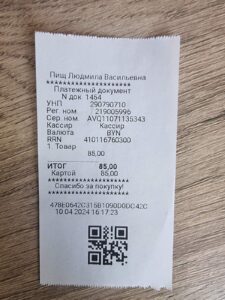 Пищ Людмила Васильевна
********************************
Платежный документ
N док 1454
УНП 290790710
Рег. ном 219005996
Сер. ном AVQ11071135343
Кассир Кассир
Валюта BYN
RRN 410116760300
1 Товар
85,00
ИТОГ 85,00
Картой 85,00
********************************
Спасибо за покупку!
********************************
10.04.2024 16:17:23